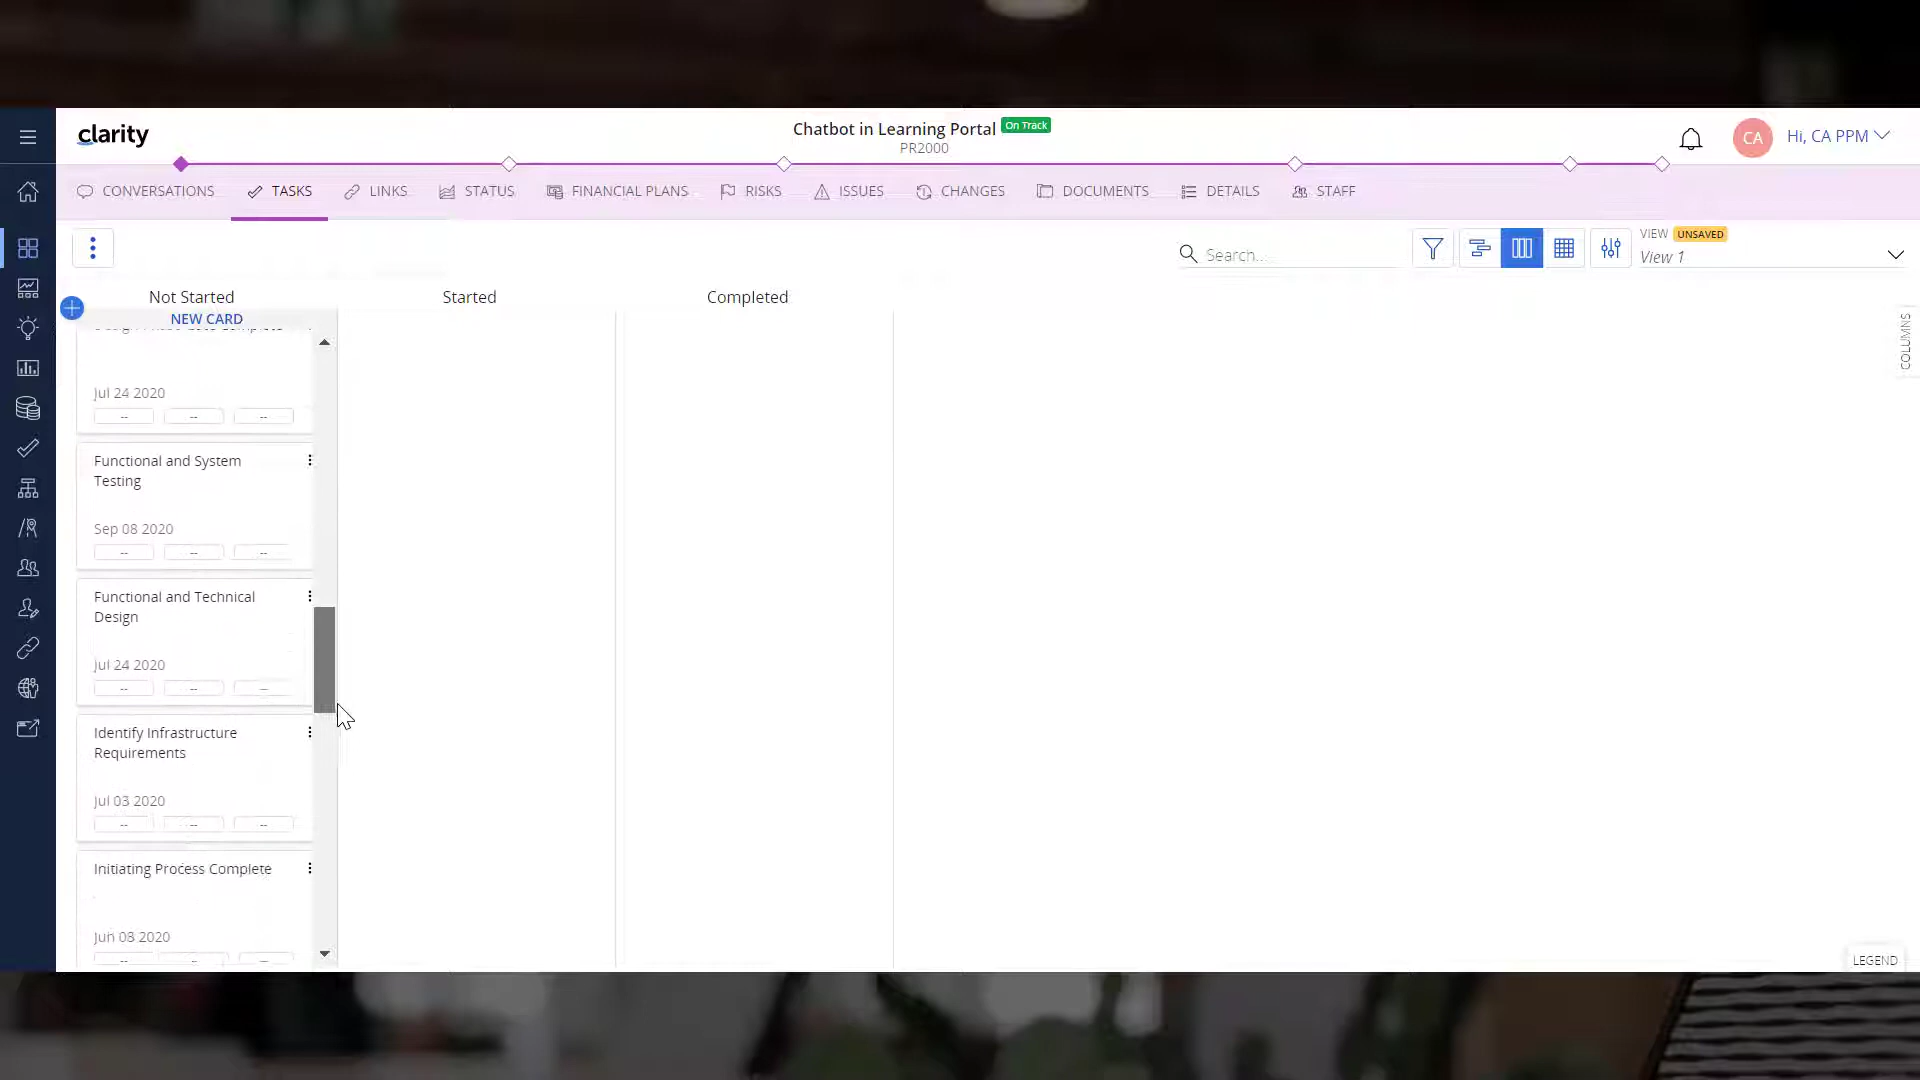 clarity
Chatbot in Learning Portal On Track
PR2000
CA Hi, CA PPM
CONVERSATIONS TASKS LINKS STATUS FINANCIAL PLANS RISKS ISSUES CHANGES DOCUMENTS DETAILS STAFF
Search...
VIEW UNSAVED
View 1
Not Started Started Completed
NEW CARD
COLUMNS
Jul 24 2020
-- -- --
Functional and System
Testing
Sep 08 2020
-- -- --
Functional and Technical
Design
Jul 24 2020
-- -- --
Identify Infrastructure
Requirements
Jul 03 2020
-- -- --
Initiating Process Complete
Jun 08 2020
-- -- --
LEGEND